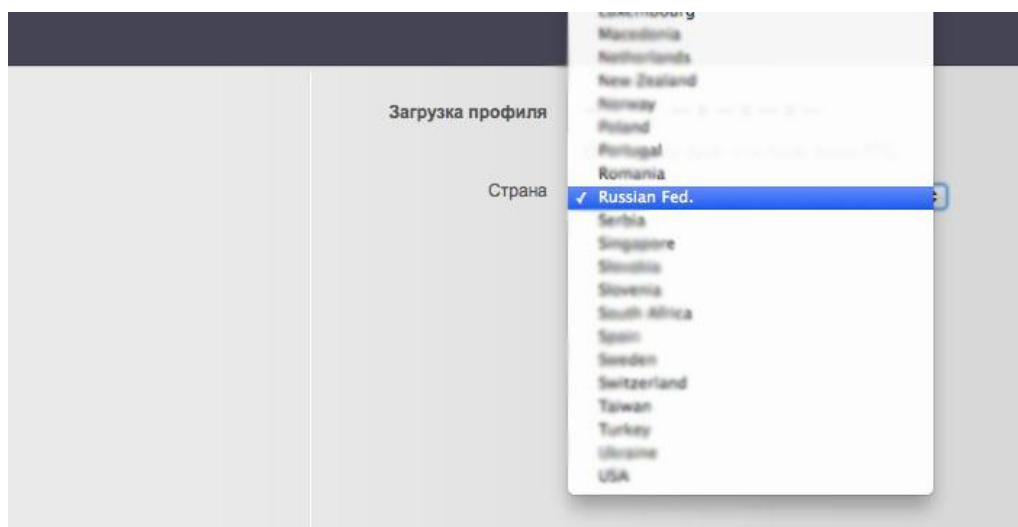 Luxembourg
Macedonia
Netherlands
New Zealand
Загрузка профиля
Norway
Poland
Portugal
Romania
Страна
✓ Russian Fed.
Serbia
Singapore
Slovakia
Slovenia
South Africa
Spain
Sweden
Switzerland
Taiwan
Turkey
Ukraine
USA